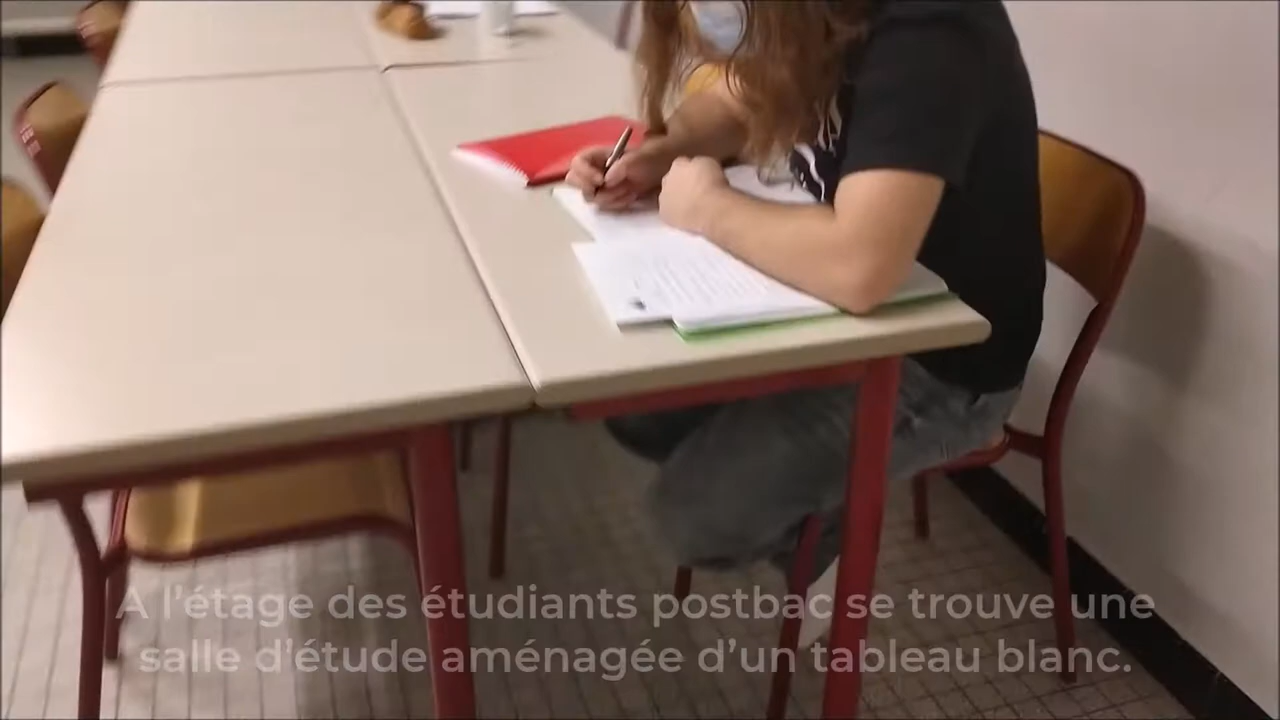 A l'étage des étudiants postbac se trouve une
salle d'étude aménagée d'un tableau blanc.